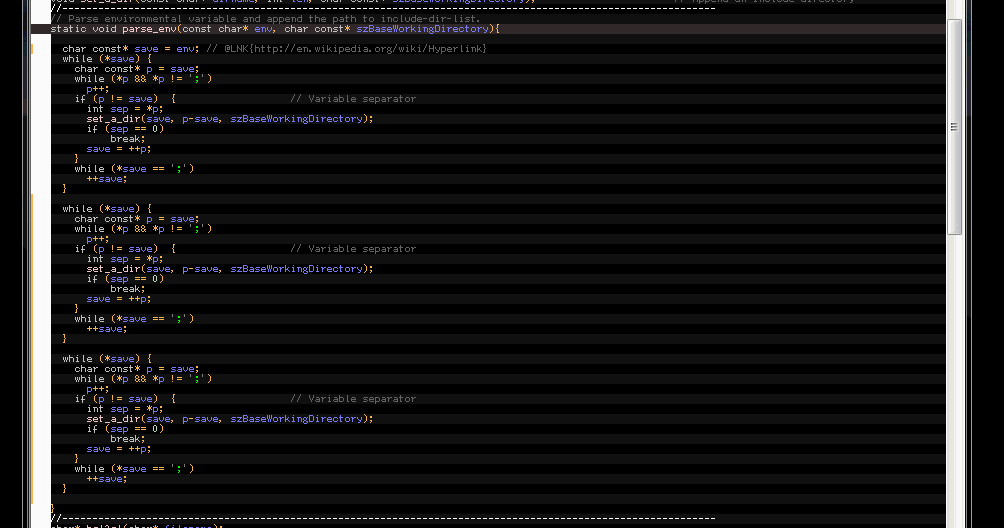 //----------------------------------------------------------------------------------------------------
// Parse environmental variable and append the path to include-dir-list.
static void parse_env(const char* env, char const* szBaseWorkingDirectory){
char const* save = env; // @LNK{http://en.wikipedia.org/wiki/Hyperlink}
while (*save) {
char const* p = save;
while (*p && *p != ';')
p++;
if (p != save) { // Variable separator
int sep = *p;
set_a_dir(save, p-save, szBaseWorkingDirectory);
if (sep == 0)
break;
save = ++p;
}
while (*save == ';')
++save;
}
while (*save) {
char const* p = save;
while (*p && *p != ';')
p++;
if (p != save) { // Variable separator
int sep = *p;
set_a_dir(save, p-save, szBaseWorkingDirectory);
if (sep == 0)
break;
save = ++p;
}
while (*save == ';')
++save;
}
while (*save) {
char const* p = save;
while (*p && *p != ';')
p++;
if (p != save) { // Variable separator
int sep = *p;
set_a_dir(save, p-save, szBaseWorkingDirectory);
if (sep == 0)
break;
save = ++p;
}
while (*save == ';')
++save;
}
}
//----------------------------------------------------------------------------------------------------